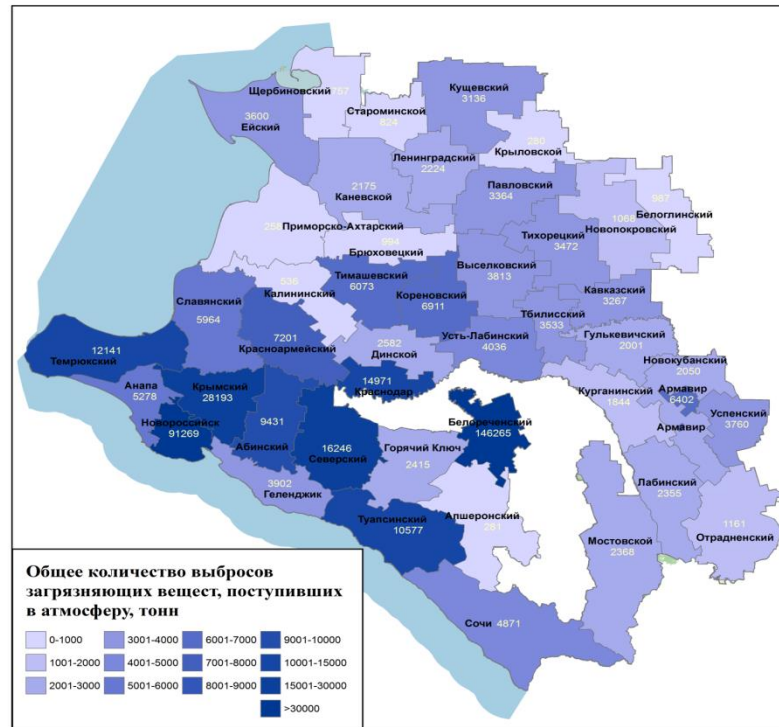 Щербиновский
757
Староминской
824
Кущевский
3136
3600
Ейский
280
Крыловской
Ленинградский
2224
2175
Каневской
Павловский
3364
987
Белоглинский
1068
Новопокровский
Приморско-Ахтарский
994
Брюховецкий
Тихорецкий
3472
Выселковский
3813
Тимашевский
6073
536
Калининский
Кореновский
6911
Кавказский
3267
Славянский
5964
Тбилисский
3533
7201
Красноармейский
2582
Динской
Усть-Лабинский
4036
Гулькевичский
2001
12141
Темрюкский
Новокубанский
2050
14971
Краснодар
Анапа
5278
Крымский
28193
Курганинский
1844
Армавир
6402
Новороссийск
91269
9431
Абинский
Белореченский
146265
Успенский
3760
16246
Северский
Горячий Ключ
2415
Армавир
3902
Геленджик
Лабинский
2355
Туапсинский
10577
Апшеронский
281
1161
Отрадненский
Мостовской
2368
Сочи 4871
Общее количество выбросов
загрязняющих вещест, поступивших
в атмосферу, тонн
0-1000 3001-4000 6001-7000 9001-10000
1001-2000 4001-5000 7001-8000 10001-15000
2001-3000 5001-6000 8001-9000 15001-30000
>30000